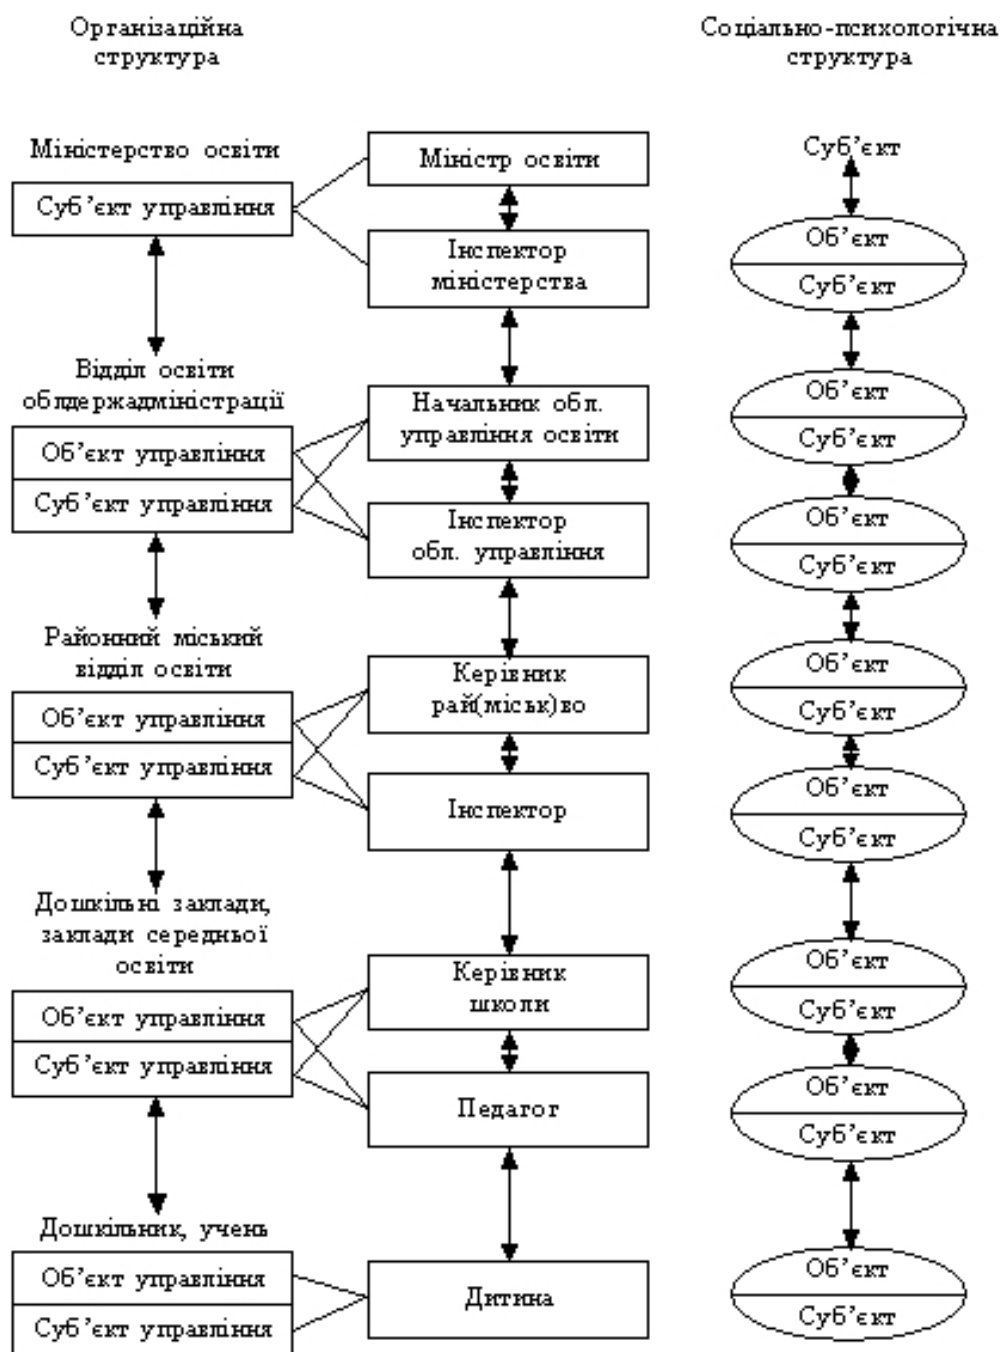 Організаційна
структура
Соціально-психологічна
структура
Міністерство освіти
Суб’єкт управління
Міністр освіти
Інспектор
міністерства
Суб’єкт
Об’єкт
Суб’єкт
Відділ освіти
облдержадміністрації
Об’єкт управління
Суб’єкт управління
Начальник обл.
управління освіти
Інспектор
обл. управління
Об’єкт
Суб’єкт
Об’єкт
Суб’єкт
Районний міський
відділ освіти
Об’єкт управління
Суб’єкт управління
Керівник
рай(міськ)во
Інспектор
Об’єкт
Суб’єкт
Об’єкт
Суб’єкт
Дошкільні заклади,
заклади середньої
освіти
Об’єкт управління
Суб’єкт управління
Керівник
школи
Педагог
Об’єкт
Суб’єкт
Об’єкт
Суб’єкт
Дошкільник, учень
Об’єкт управління
Суб’єкт управління
Дитина
Об’єкт
Суб’єкт